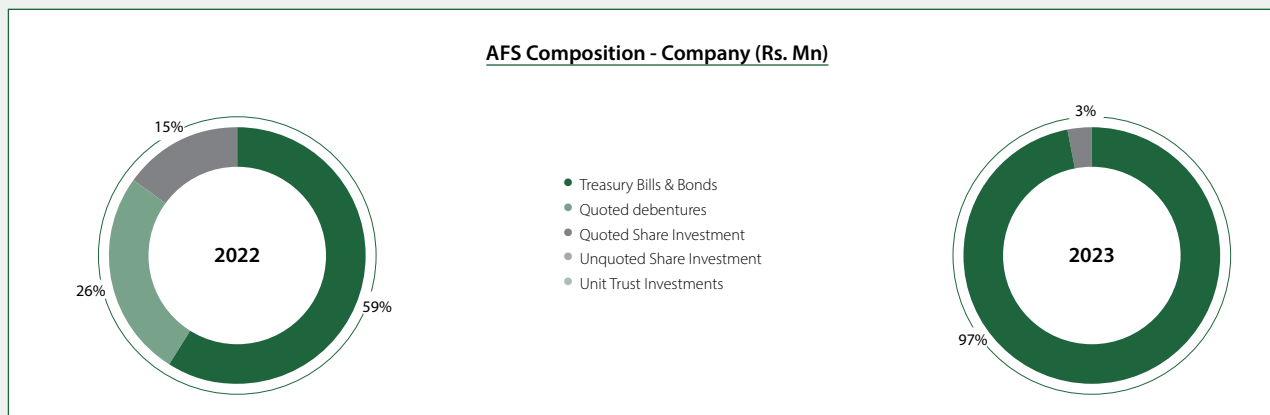 AFS Composition - Company (Rs. Mn)
15%
26%
2022
59%
Treasury Bills & Bonds
Quoted debentures
Quoted Share Investment
Unquoted Share Investment
Unit Trust Investments
3%
2023
97%